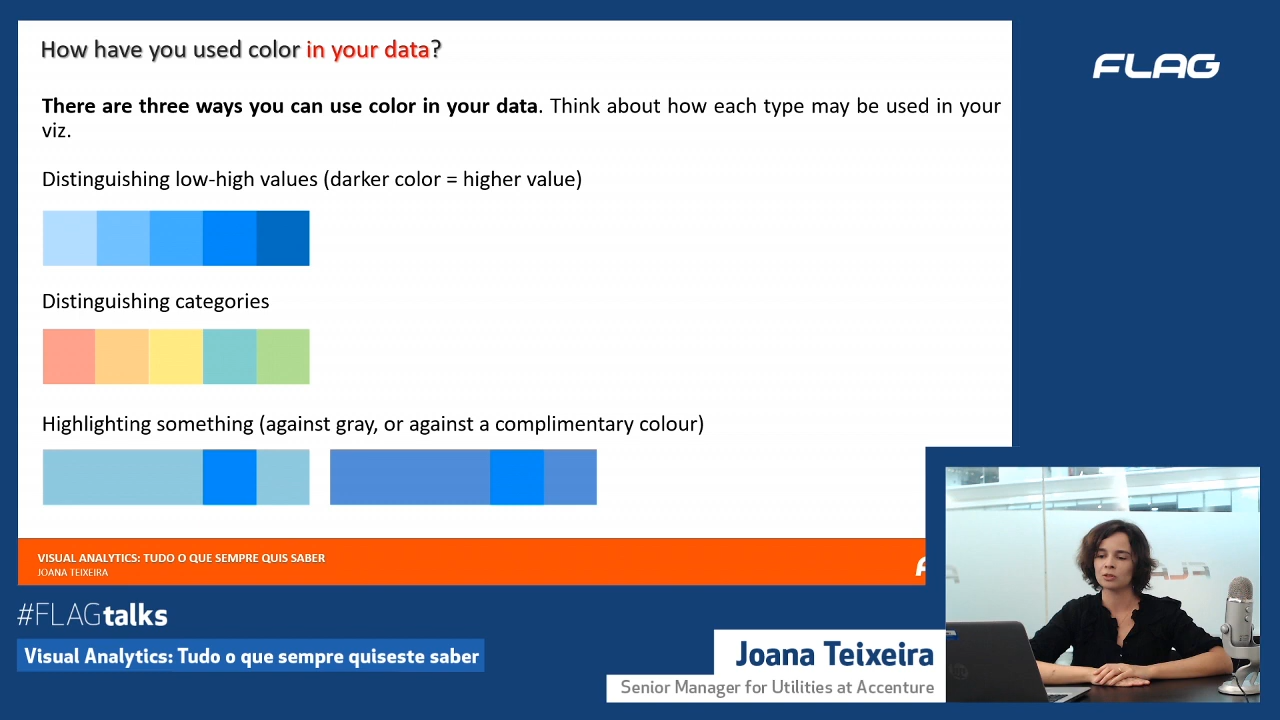 How have you used color in your data?
FLAG
There are three ways you can use color in your data. Think about how each type may be used in your
viz.
Distinguishing low-high values (darker color = higher value)
Distinguishing categories
Highlighting something (against gray, or against a complimentary colour)
VISUAL ANALYTICS: TUDO O QUE SEMPRE QUIS SABER
JOANA TEIXEIRA
#FLAGtalks
Visual Analytics: Tudo o que sempre quiseste saber
Joana Teixeira
Senior Manager for Utilities at Accenture